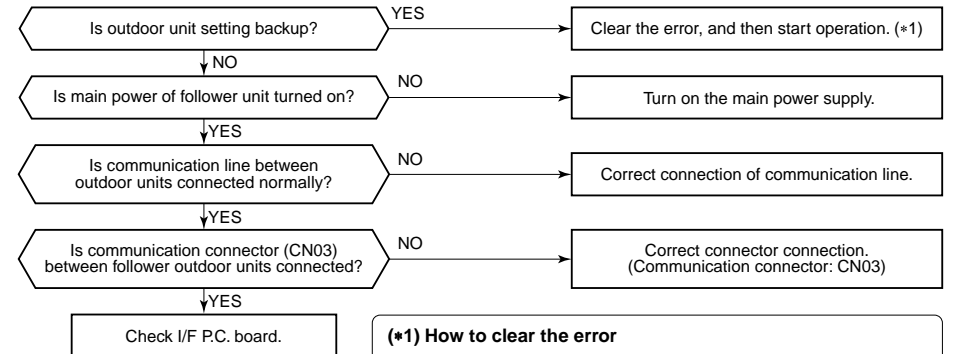 Is outdoor unit setting backup?
YES
Clear the error, and then start operation. (∗1)
NO
Is main power of follower unit turned on?
NO
Turn on the main power supply.
YES
Is communication line between
outdoor units connected normally?
NO
Correct connection of communication line.
YES
Is communication connector (CN03)
between follower outdoor units connected?
NO
Correct connector connection.
(Communication connector: CN03)
YES
Check I/F P.C. board.
(∗1) How to clear the error